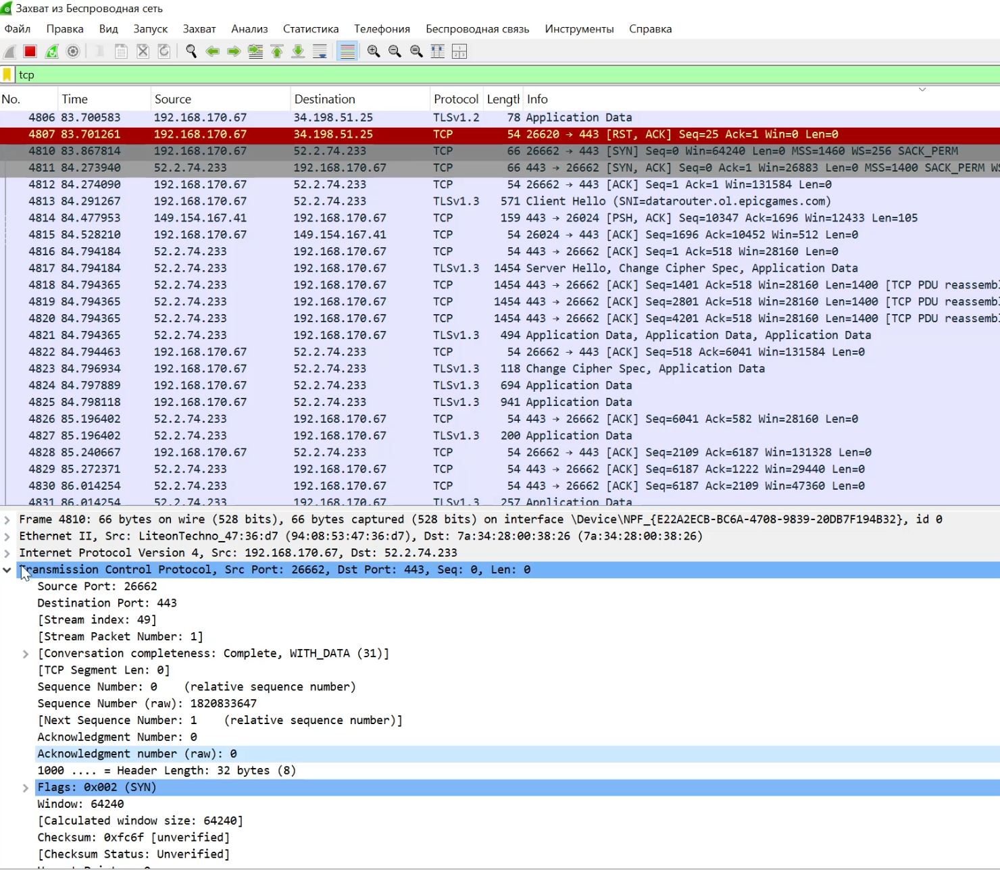 Захват из Беспроводная сеть
Файл Правка Вид Запуск Захват Анализ Статистика Телефония Беспроводная связь Инструменты Справка
tcp
No. Time Source Destination Protocol Length Info
4806 83.700583 192.168.170.67 34.198.51.25 TLSv1.2 78 Application Data
4807 83.701261 192.168.170.67 34.198.51.25 TCP 54 26620 → 443 [RST, ACK] Seq=25 Ack=1 Win=0 Len=0
4810 83.867814 192.168.170.67 52.2.74.233 TCP 66 26662 → 443 [SYN] Seq=0 Win=64240 Len=0 MSS=1460 WS=256 SACK_PERM
4811 84.273940 52.2.74.233 192.168.170.67 TCP 66 443 → 26662 [SYN, ACK] Seq=0 Ack=1 Win=26883 Len=0 MSS=1400 SACK_PERM WS
4812 84.274090 192.168.170.67 52.2.74.233 TCP 54 26662 → 443 [ACK] Seq=1 Ack=1 Win=131584 Len=0
4813 84.291267 192.168.170.67 52.2.74.233 TLSv1.3 571 Client Hello (SNI=datarouter.ol.epicgames.com)
4814 84.477953 149.154.167.41 192.168.170.67 TCP 159 443 → 26024 [PSH, ACK] Seq=10347 Ack=1696 Win=12433 Len=105
4815 84.528210 192.168.170.67 149.154.167.41 TCP 54 26024 → 443 [ACK] Seq=1696 Ack=10452 Win=512 Len=0
4816 84.794184 52.2.74.233 192.168.170.67 TCP 54 443 → 26662 [ACK] Seq=1 Ack=518 Win=28160 Len=0
4817 84.794184 52.2.74.233 192.168.170.67 TLSv1.3 1454 Server Hello, Change Cipher Spec, Application Data
4818 84.794365 52.2.74.233 192.168.170.67 TCP 1454 443 → 26662 [ACK] Seq=1401 Ack=518 Win=28160 Len=1400 [TCP PDU reassembl
4819 84.794365 52.2.74.233 192.168.170.67 TCP 1454 443 → 26662 [ACK] Seq=2801 Ack=518 Win=28160 Len=1400 [TCP PDU reassembl
4820 84.794365 52.2.74.233 192.168.170.67 TCP 1454 443 → 26662 [ACK] Seq=4201 Ack=518 Win=28160 Len=1400 [TCP PDU reassembl
4821 84.794365 52.2.74.233 192.168.170.67 TLSv1.3 494 Application Data, Application Data, Application Data
4822 84.794463 192.168.170.67 52.2.74.233 TCP 54 26662 → 443 [ACK] Seq=518 Ack=6041 Win=131584 Len=0
4823 84.796934 192.168.170.67 52.2.74.233 TLSv1.3 118 Change Cipher Spec, Application Data
4824 84.797889 192.168.170.67 52.2.74.233 TLSv1.3 694 Application Data
4825 84.798118 192.168.170.67 52.2.74.233 TLSv1.3 941 Application Data
4826 85.196402 52.2.74.233 192.168.170.67 TCP 54 443 → 26662 [ACK] Seq=6041 Ack=582 Win=28160 Len=0
4827 85.196402 52.2.74.233 192.168.170.67 TLSv1.3 200 Application Data
4828 85.240667 192.168.170.67 52.2.74.233 TCP 54 26662 → 443 [ACK] Seq=2109 Ack=6187 Win=131328 Len=0
4829 85.272371 52.2.74.233 192.168.170.67 TCP 54 443 → 26662 [ACK] Seq=6187 Ack=1222 Win=29440 Len=0
4830 86.014254 52.2.74.233 192.168.170.67 TCP 54 443 → 26662 [ACK] Seq=6187 Ack=2109 Win=47360 Len=0
4831 86.014254 52.2.74.233 192.168.170.67 TLSv1.3 257 Application Data
Frame 4810: 66 bytes on wire (528 bits), 66 bytes captured (528 bits) on interface \Device\NPF_{E22A2ECB-BC6A-4708-9839-20DB7F194B32}, id 0
Ethernet II, Src: LiteonTechno_47:36:d7 (94:08:53:47:36:d7), Dst: 7a:34:28:00:38:26 (7a:34:28:00:38:26)
Internet Protocol Version 4, Src: 192.168.170.67, Dst: 52.2.74.233
Transmission Control Protocol, Src Port: 26662, Dst Port: 443, Seq: 0, Len: 0
Source Port: 26662
Destination Port: 443
[Stream index: 49]
[Stream Packet Number: 1]
[Conversation completeness: Complete, WITH_DATA (31)]
[TCP Segment Len: 0]
Sequence Number: 0 (relative sequence number)
Sequence Number (raw): 1820833647
[Next Sequence Number: 1 (relative sequence number)]
Acknowledgment Number: 0
Acknowledgment number (raw): 0
1000 .... = Header Length: 32 bytes (8)
Flags: 0x002 (SYN)
Window: 64240
[Calculated window size: 64240]
Checksum: 0xfc6f [unverified]
[Checksum Status: Unverified]